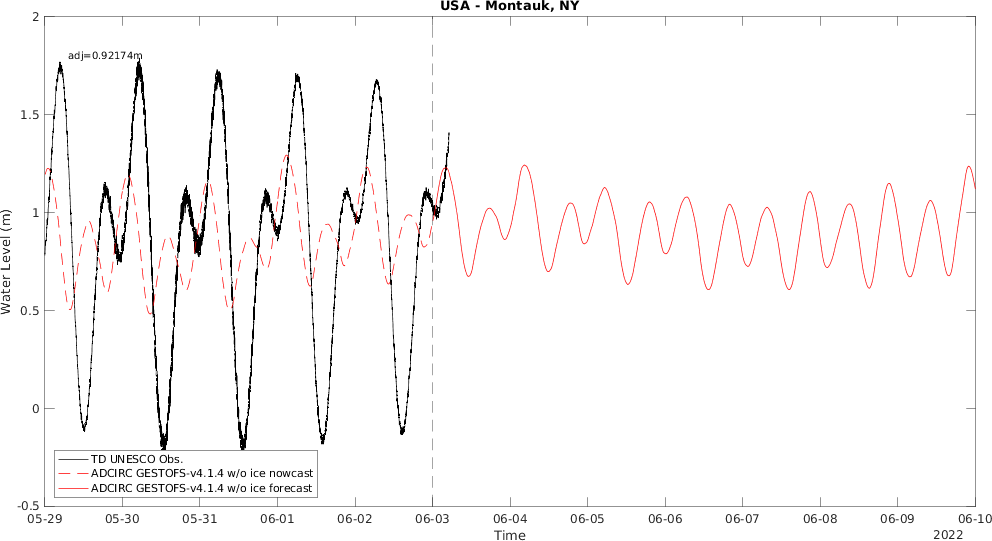 USA - Montauk, NY
2
adj=0.92174m
1.5
1
Water Level (m)
0.5
0
TD UNESCO Obs.
ADCIRC GESTOFS-v4.1.4 w/o ice nowcast
ADCIRC GESTOFS-v4.1.4 w/o ice forecast
-0.5
05-29 05-30 05-31 06-01 06-02 06-03 06-04 06-05 06-06 06-07 06-08 06-09 06-10
Time
2022